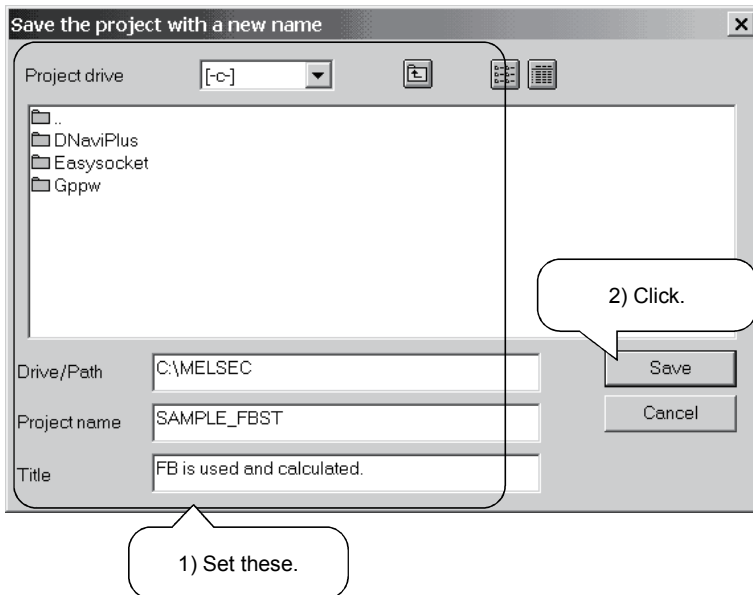 Save the project with a new name
Project drive [-c-]
..
DNaviPlus
Easysocket
Gppw
2) Click.
Drive/Path C:\MELSEC
Save
Project name SAMPLE_FBST
Cancel
Title FB is used and calculated.
1) Set these.